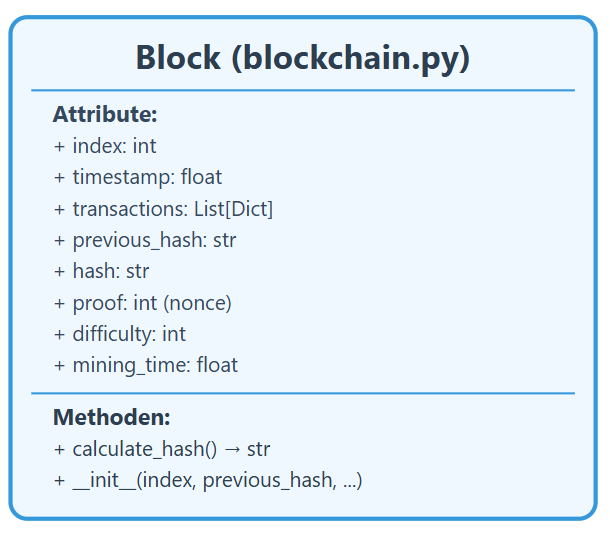 Block (blockchain.py)
Attribute:
+ index: int
+ timestamp: float
+ transactions: List[Dict]
+ previous_hash: str
+ hash: str
+ proof: int (nonce)
+ difficulty: int
+ mining_time: float
Methoden:
+ calculate_hash() → str
+ __init__(index, previous_hash, ...)